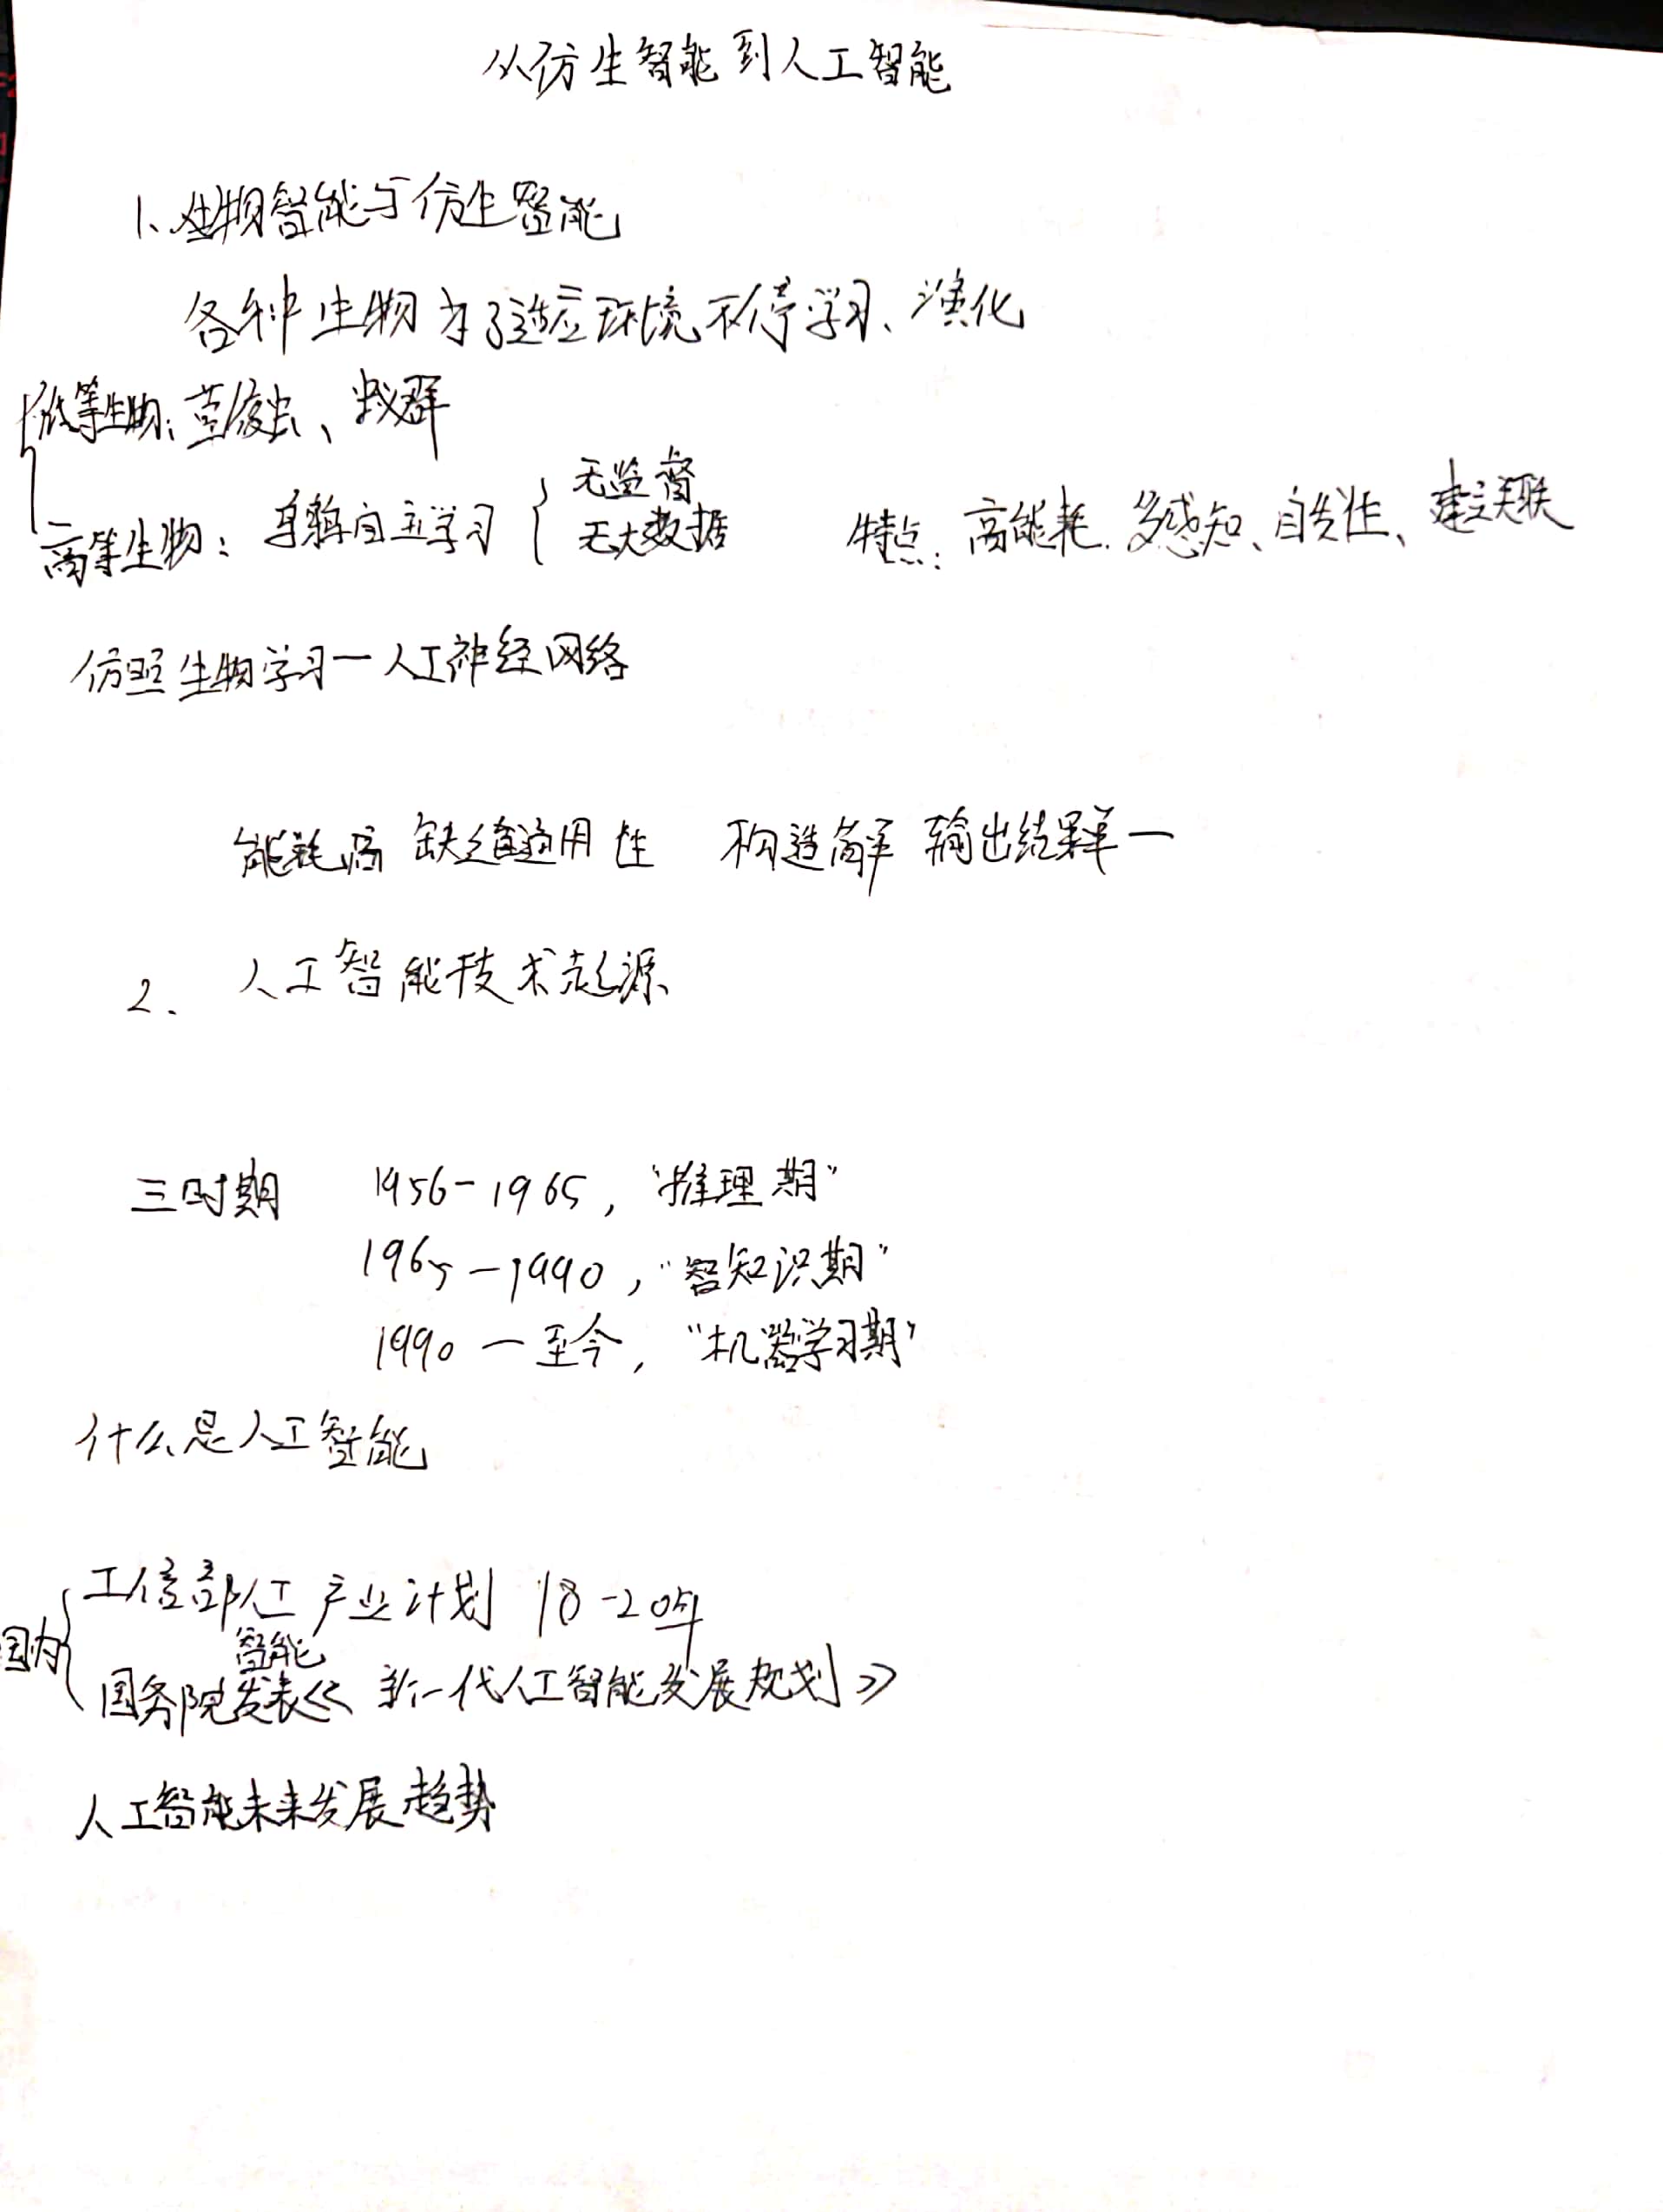 从仿生智能到人工智能
1、生物智能与仿生智能
各种生物为了适应环境不停学习、演化
低等生物：草履虫、蚁群
高等生物：乌鸦自主学习 无监督 无大数据 特点：高能耗、多感知、自发性、建立关联
仿照生物学习—人工神经网络
能耗高 缺通用性 构造简单 输出结果单一
2. 人工智能技术起源
三时期 1956-1965，“推理期”
1965-1990，“知识期”
1990-至今，“机器学习期”
什么是人工智能
国内 工信部人工智能产业计划 18-20年
国务院发表《新一代人工智能发展规划》
人工智能未来发展趋势